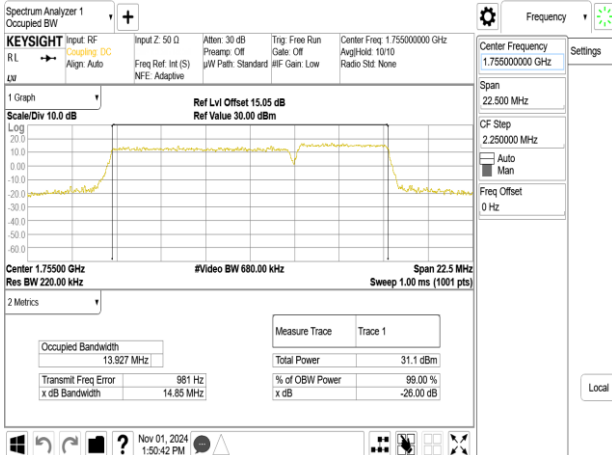 Spectrum Analyzer 1
Occupied BW
Frequency
KEYSIGHT
RL
Input: RF
Coupling: DC
Align: Auto
Input Z: 50 Ω
Freq Ref: Int (S)
NFE: Adaptive
Atten: 30 dB
Preamp: Off
µW Path: Standard
Trig: Free Run
Gate: Off
#IF Gain: Low
Center Freq: 1.755000000 GHz
Avg|Hold: 10/10
Radio Std: None
Center Frequency
1.755000000 GHz
Settings
Span
22.500 MHz
CF Step
2.250000 MHz
Auto
Man
Freq Offset
0 Hz
Local
1 Graph
Scale/Div 10.0 dB
Ref Lvl Offset 15.05 dB
Ref Value 30.00 dBm
Log
20.0
10.0
0.00
-10.0
-20.0
-30.0
-40.0
-50.0
-60.0
Center 1.75500 GHz
#Video BW 680.00 kHz
Span 22.5 MHz
Res BW 220.00 kHz
Sweep 1.00 ms (1001 pts)
2 Metrics
Measure Trace Trace 1
Occupied Bandwidth
13.927 MHz
Total Power 31.1 dBm
Transmit Freq Error 981 Hz
% of OBW Power 99.00 %
x dB Bandwidth 14.85 MHz
x dB -26.00 dB
Nov 01, 2024
1:50:42 PM